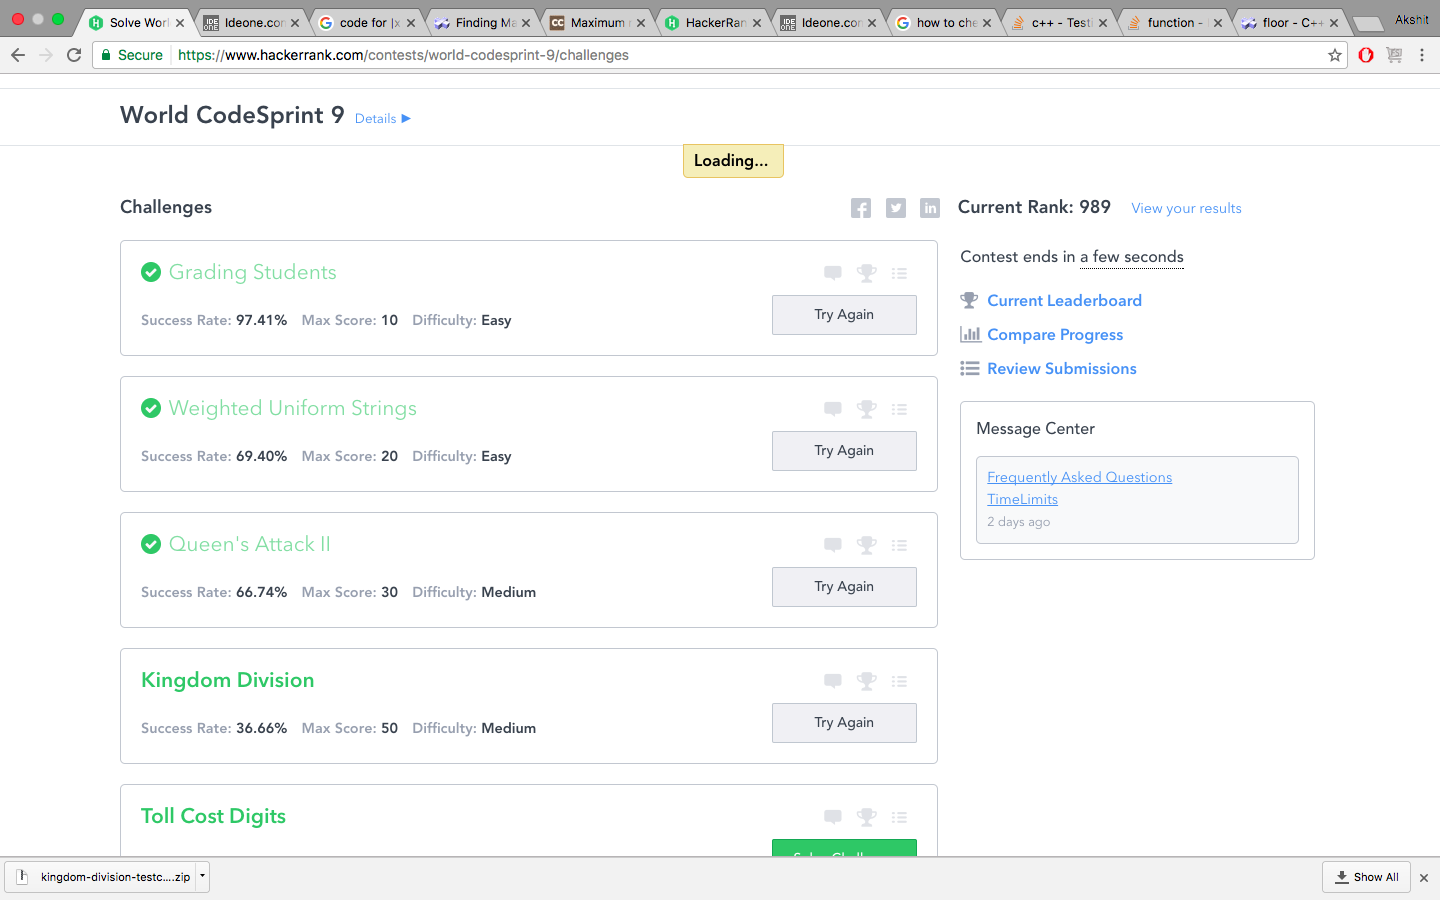 Solve Worl
Ideone.con
code for |x
Finding Ma
Maximum
HackerRan
Ideone.con
how to che
c++ - Testi
function -
floor - C++
Akshit
Secure https://www.hackerrank.com/contests/world-codesprint-9/challenges
World CodeSprint 9 Details ▶
Loading...
Challenges
Current Rank: 989 View your results
Contest ends in a few seconds
Current Leaderboard
Compare Progress
Review Submissions
Message Center
Frequently Asked Questions
TimeLimits
2 days ago
Grading Students
Success Rate: 97.41% Max Score: 10 Difficulty: Easy
Try Again
Weighted Uniform Strings
Success Rate: 69.40% Max Score: 20 Difficulty: Easy
Try Again
Queen's Attack II
Success Rate: 66.74% Max Score: 30 Difficulty: Medium
Try Again
Kingdom Division
Success Rate: 36.66% Max Score: 50 Difficulty: Medium
Try Again
Toll Cost Digits
kingdom-division-testc....zip
Show All